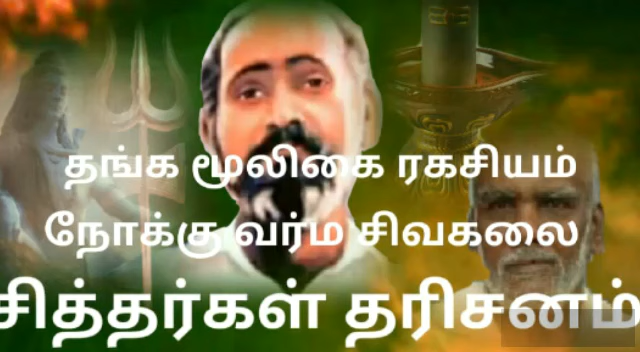 தங்க மூலிகை ரகசியம்
நோக்கு வர்ம சிவகலை
சித்தர்கள் தரிசனம்